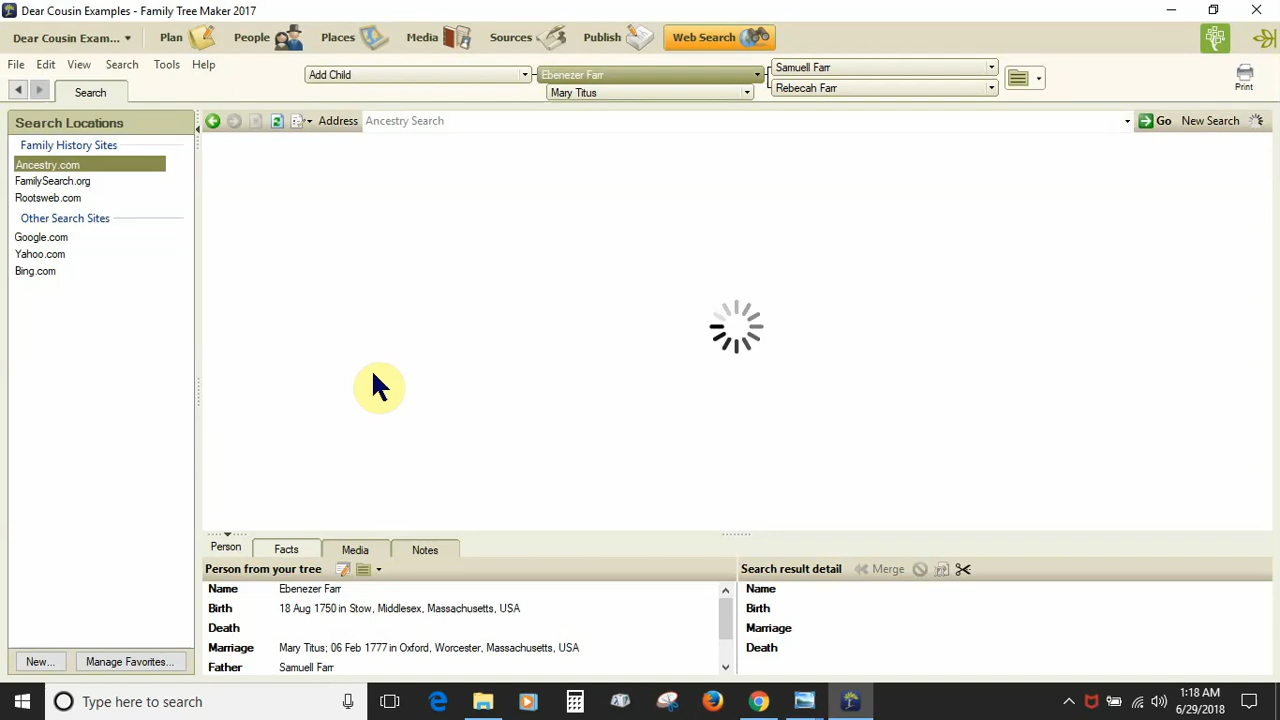 Dear Cousin Examples - Family Tree Maker 2017
Dear Cousin Exam... Plan People Places Media Sources Publish Web Search
File Edit View Search Tools Help
Add Child Ebenezer Farr Samuell Farr
Mary Titus Rebecah Farr
Print
Search
Search Locations
Address Ancestry Search Go New Search
Family History Sites
Ancestry.com
FamilySearch.org
Rootsweb.com
Other Search Sites
Google.com
Yahoo.com
Bing.com
Person Facts Media Notes
Person from your tree
Name Ebenezer Farr
Birth 18 Aug 1750 in Stow, Middlesex, Massachusetts, USA
Death
Marriage Mary Titus; 06 Feb 1777 in Oxford, Worcester, Massachusetts, USA
Father Samuell Farr
Search result detail Merge
Name
Birth
Marriage
Death
New... Manage Favorites...
Type here to search
1:18 AM
6/29/2018